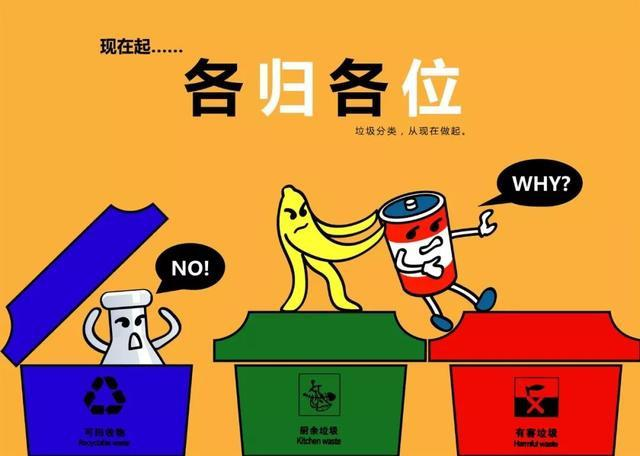 现在起......
各归各位
垃圾分类，从现在做起。
WHY?
NO!
可回收物
Recyclable waste
厨余垃圾
Kitchen waste
有害垃圾
Harmful waste